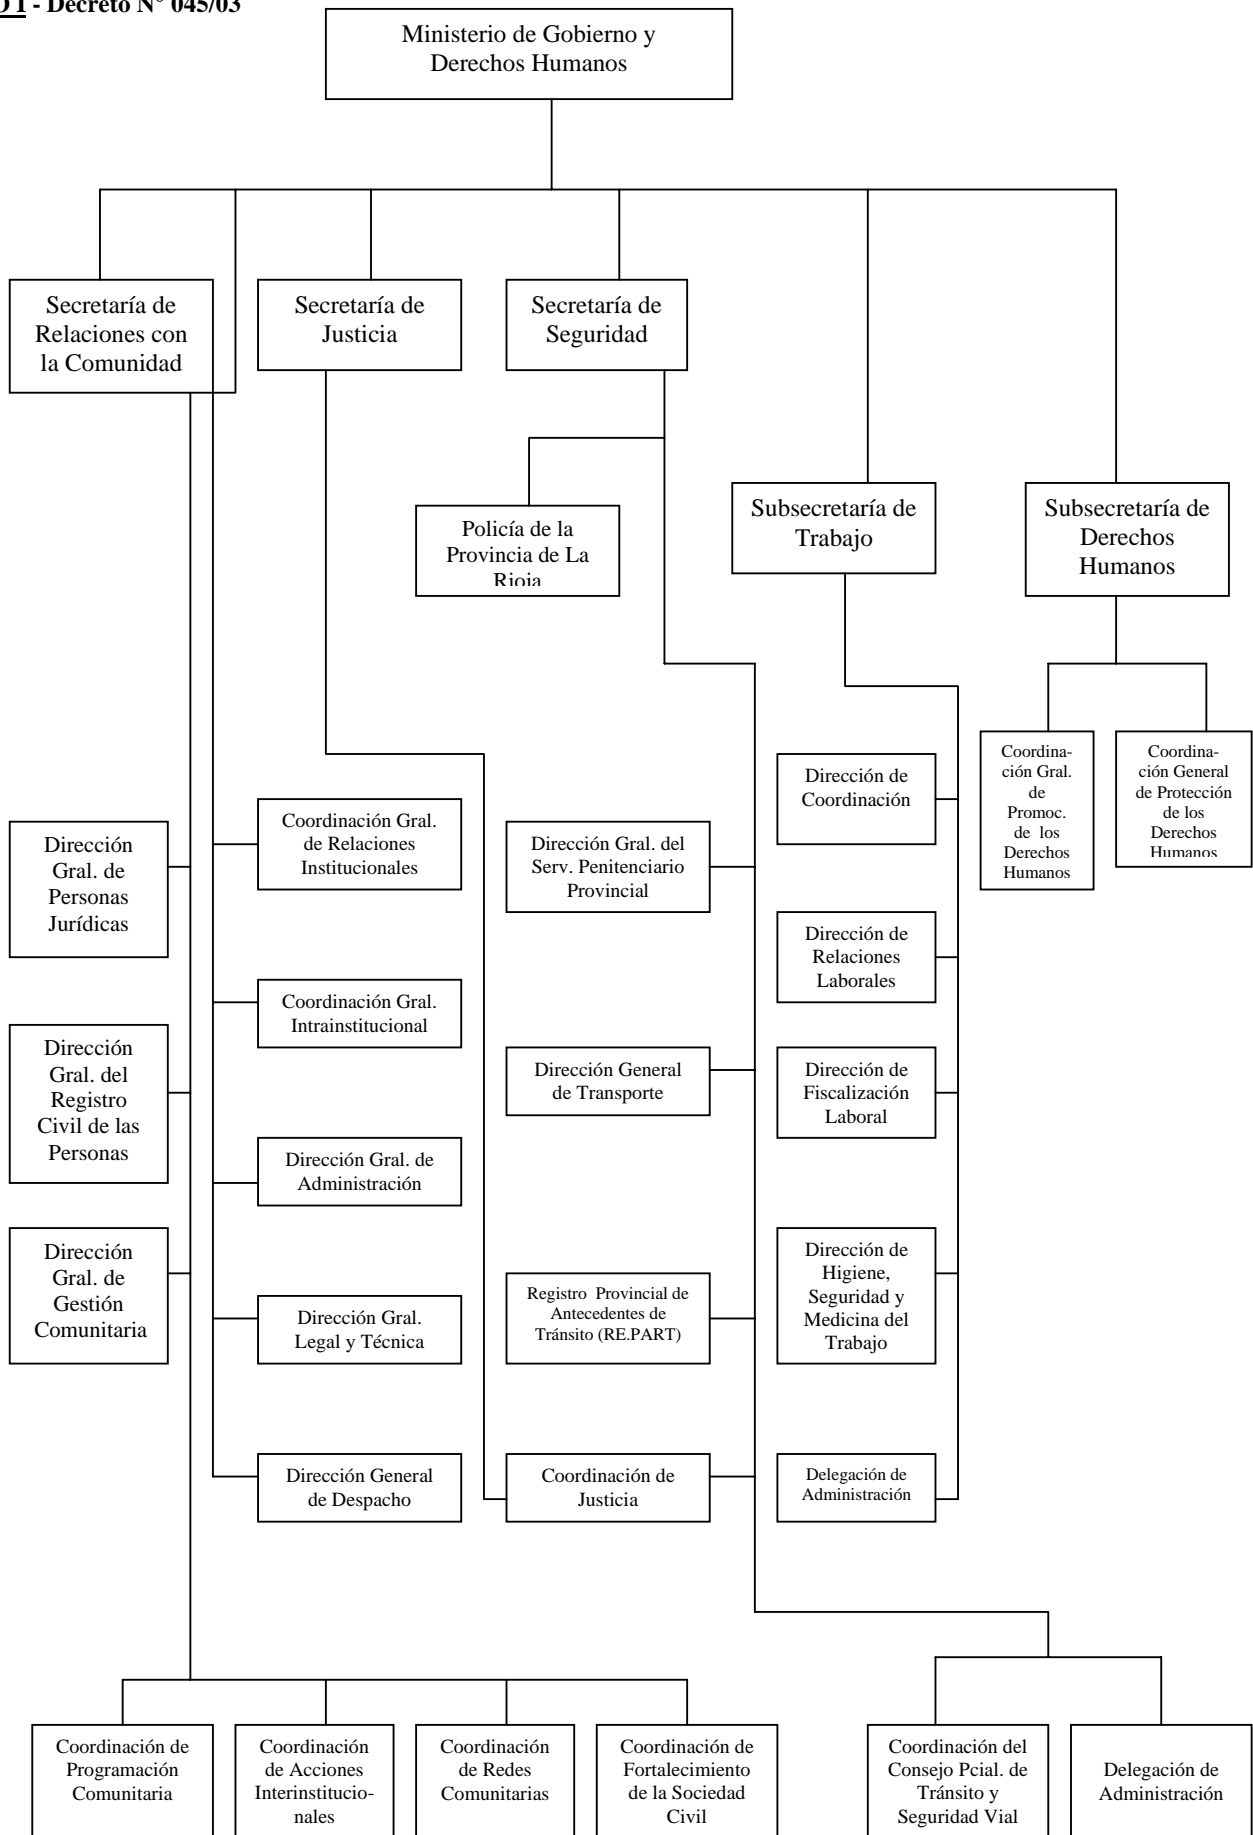 O I - Decreto N° 045/03
Ministerio de Gobierno y
Derechos Humanos
Secretaría de
Relaciones con
la Comunidad
Secretaría de
Justicia
Secretaría de
Seguridad
Policía de la
Provincia de La
Rioja
Subsecretaría de
Trabajo
Subsecretaría de
Derechos
Humanos
Coordina-
ción Gral.
de
Promoc.
de los
Derechos
Humanos
Coordina-
ción General
de Protección
de los
Derechos
Humanos
Dirección de
Coordinación
Coordinación Gral.
de Relaciones
Institucionales
Dirección
Gral. de
Personas
Jurídicas
Dirección Gral. del
Serv. Penitenciario
Provincial
Dirección de
Relaciones
Laborales
Coordinación Gral.
Intrainstitucional
Dirección
Gral. del
Registro
Civil de las
Personas
Dirección General
de Transporte
Dirección de
Fiscalización
Laboral
Dirección Gral. de
Administración
Dirección
Gral. de
Gestión
Comunitaria
Dirección Gral.
Legal y Técnica
Registro Provincial de
Antecedentes de
Tránsito (RE.PART)
Dirección de
Higiene,
Seguridad y
Medicina del
Trabajo
Dirección General
de Despacho
Coordinación de
Justicia
Delegación de
Administración
Coordinación de
Programación
Comunitaria
Coordinación
de Acciones
Interinstitucio-
nales
Coordinación
de Redes
Comunitarias
Coordinación de
Fortalecimiento
de la Sociedad
Civil
Coordinación del
Consejo Pcial. de
Tránsito y
Seguridad Vial
Delegación de
Administración